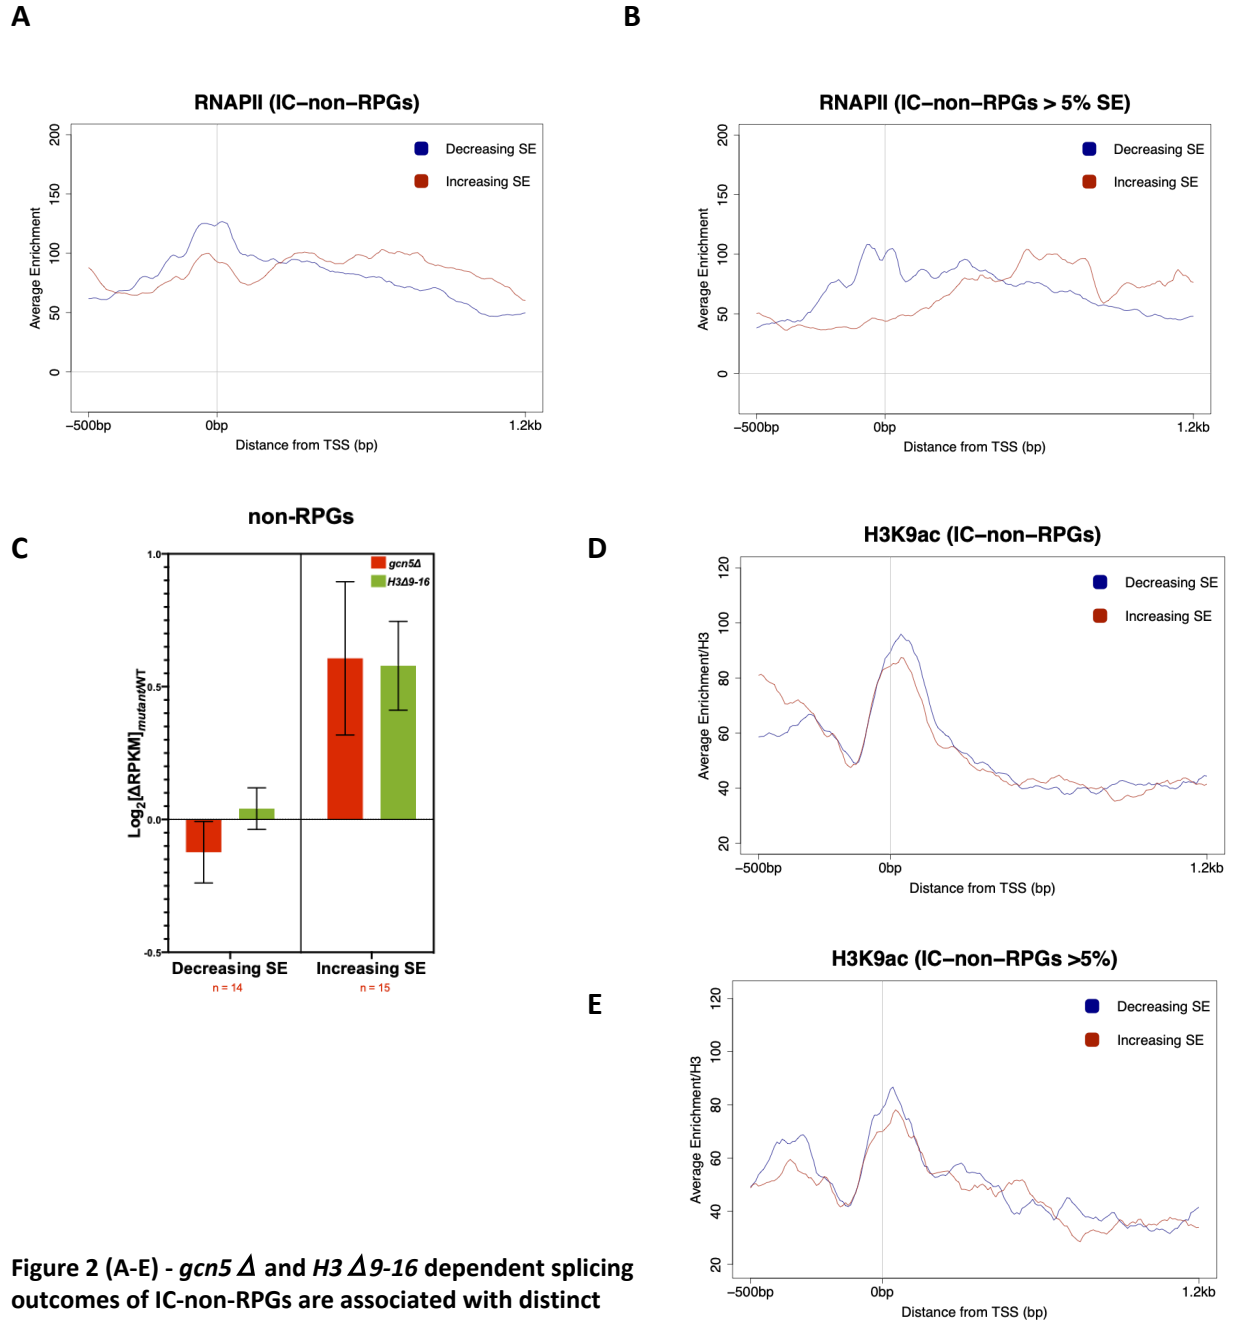 A
RNAPII (IC−non−RPGs)
Decreasing SE
Increasing SE
Average Enrichment
200
150
100
50
0
−500bp
0bp
1.2kb
Distance from TSS (bp)
B
RNAPII (IC−non−RPGs > 5% SE)
Decreasing SE
Increasing SE
Average Enrichment
200
150
100
50
0
−500bp
0bp
1.2kb
Distance from TSS (bp)
C
non-RPGs
gcn5Δ
H3Δ9-16
Log2[ΔRPKM]mutant/WT
1.0
0.5
0.0
-0.5
Decreasing SE
Increasing SE
n = 14
n = 15
D
H3K9ac (IC−non−RPGs)
Decreasing SE
Increasing SE
Average Enrichment/H3
120
100
80
60
40
20
−500bp
0bp
1.2kb
Distance from TSS (bp)
E
H3K9ac (IC−non−RPGs >5%)
Decreasing SE
Increasing SE
Average Enrichment/H3
120
100
80
60
40
20
−500bp
0bp
1.2kb
Distance from TSS (bp)
Figure 2 (A-E) - gcn5 Δ and H3 Δ9-16 dependent splicing
outcomes of IC-non-RPGs are associated with distinct